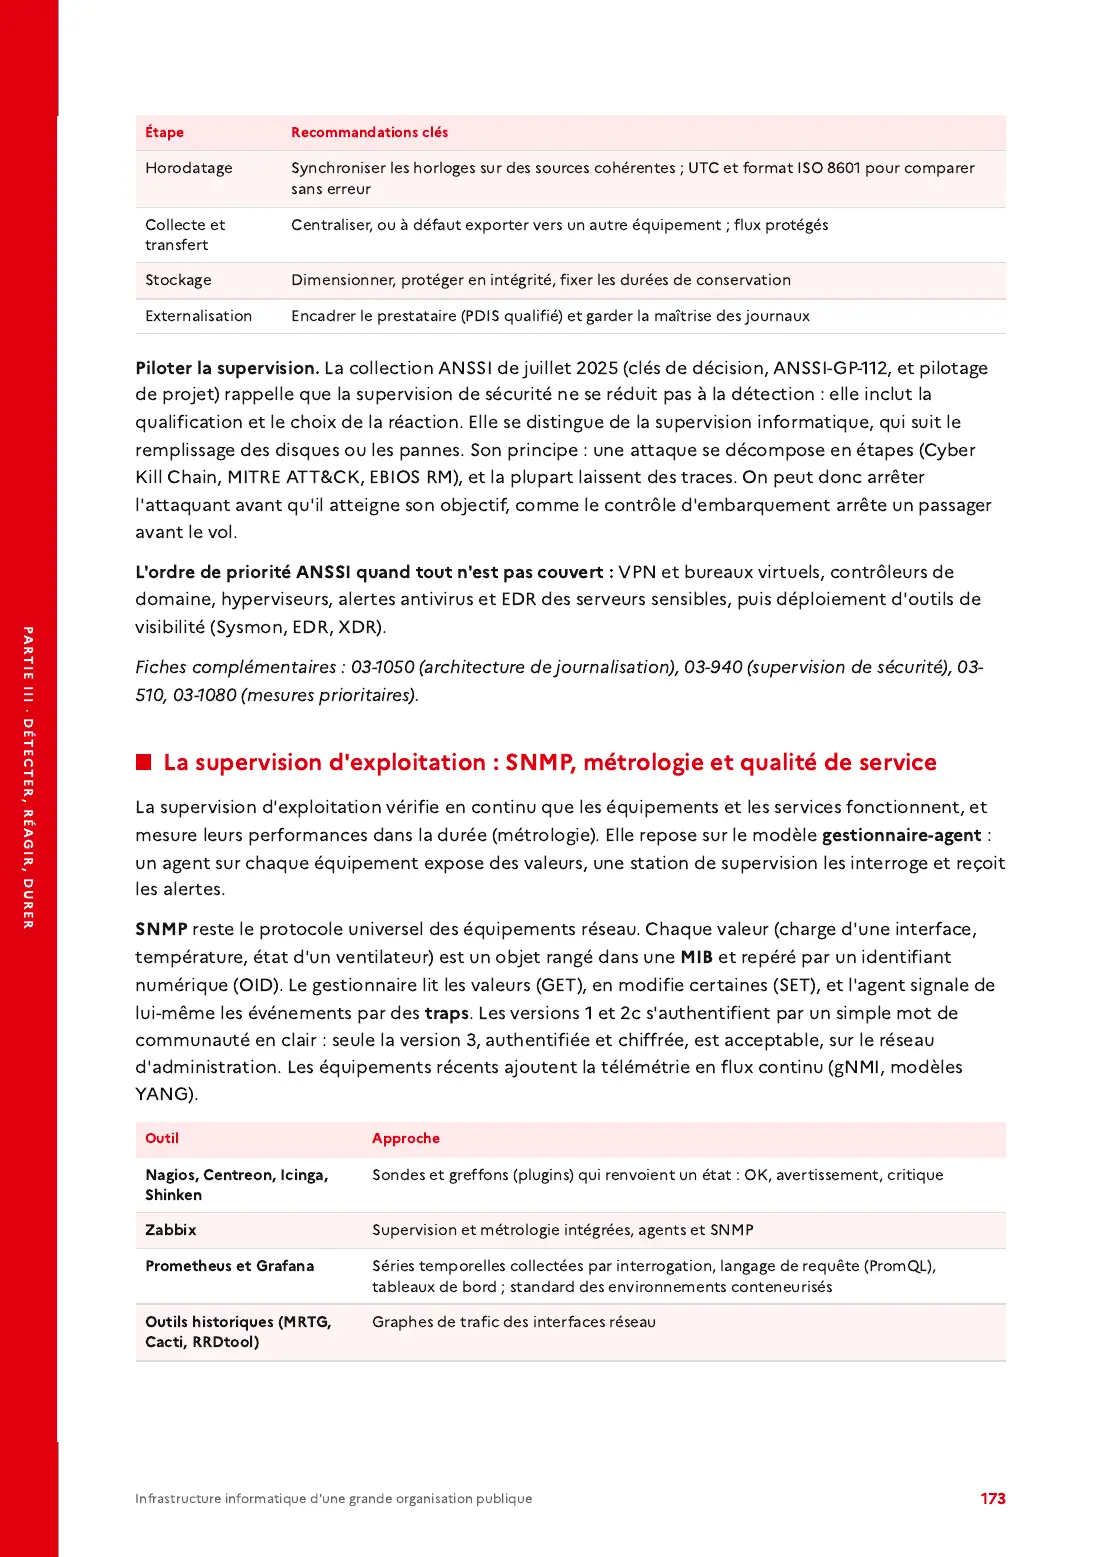 Étape Recommandations clés
Horodatage Synchroniser les horloges sur des sources cohérentes ; UTC et format ISO 8601 pour comparer
sans erreur
Collecte et Centraliser, ou à défaut exporter vers un autre équipement ; flux protégés
transfert
Stockage Dimensionner, protéger en intégrité, fixer les durées de conservation
Externalisation Encadrer le prestataire (PDIS qualifié) et garder la maîtrise des journaux
Piloter la supervision. La collection ANSSI de juillet 2025 (clés de décision, ANSSI-GP-112, et pilotage
de projet) rappelle que la supervision de sécurité ne se réduit pas à la détection : elle inclut la
qualification et le choix de la réaction. Elle se distingue de la supervision informatique, qui suit le
remplissage des disques ou les pannes. Son principe : une attaque se décompose en étapes (Cyber
Kill Chain, MITRE ATT&CK, EBIOS RM), et la plupart laissent des traces. On peut donc arrêter
l'attaquant avant qu'il atteigne son objectif, comme le contrôle d'embarquement arrête un passager
avant le vol.
L'ordre de priorité ANSSI quand tout n'est pas couvert : VPN et bureaux virtuels, contrôleurs de
domaine, hyperviseurs, alertes antivirus et EDR des serveurs sensibles, puis déploiement d'outils de
visibilité (Sysmon, EDR, XDR).
Fiches complémentaires : 03-1050 (architecture de journalisation), 03-940 (supervision de sécurité), 03-
510, 03-1080 (mesures prioritaires).
La supervision d'exploitation : SNMP, métrologie et qualité de service
La supervision d'exploitation vérifie en continu que les équipements et les services fonctionnent, et
mesure leurs performances dans la durée (métrologie). Elle repose sur le modèle gestionnaire-agent :
un agent sur chaque équipement expose des valeurs, une station de supervision les interroge et reçoit
les alertes.
SNMP reste le protocole universel des équipements réseau. Chaque valeur (charge d'une interface,
température, état d'un ventilateur) est un objet rangé dans une MIB et repéré par un identifiant
numérique (OID). Le gestionnaire lit les valeurs (GET), en modifie certaines (SET), et l'agent signale de
lui-même les événements par des traps. Les versions 1 et 2c s'authentifient par un simple mot de
communauté en clair : seule la version 3, authentifiée et chiffrée, est acceptable, sur le réseau
d'administration. Les équipements récents ajoutent la télémétrie en flux continu (gNMI, modèles
YANG).
Outil Approche
Nagios, Centreon, Icinga, Sondes et greffons (plugins) qui renvoient un état : OK, avertissement, critique
Shinken
Zabbix Supervision et métrologie intégrées, agents et SNMP
Prometheus et Grafana Séries temporelles collectées par interrogation, langage de requête (PromQL),
tableaux de bord ; standard des environnements conteneurisés
Outils historiques (MRTG, Graphes de trafic des interfaces réseau
Cacti, RRDtool)
PARTIE III · DÉTECTER, RÉAGIR, DURER
Infrastructure informatique d'une grande organisation publique 173